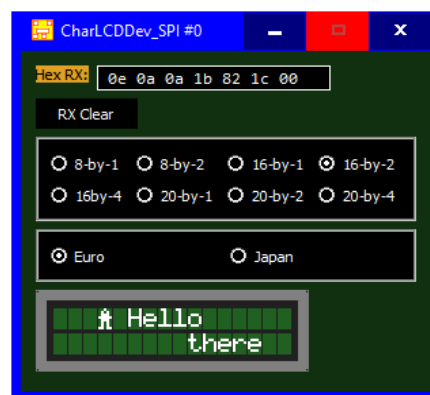 CharLCDDev_SPI #0
Hex RX: 0e 0a 0a 1b 82 1c 00
RX Clear
8-by-1 8-by-2 16-by-1 16-by-2
16by-4 20-by-1 20-by-2 20-by-4
Euro Japan
Hello
there